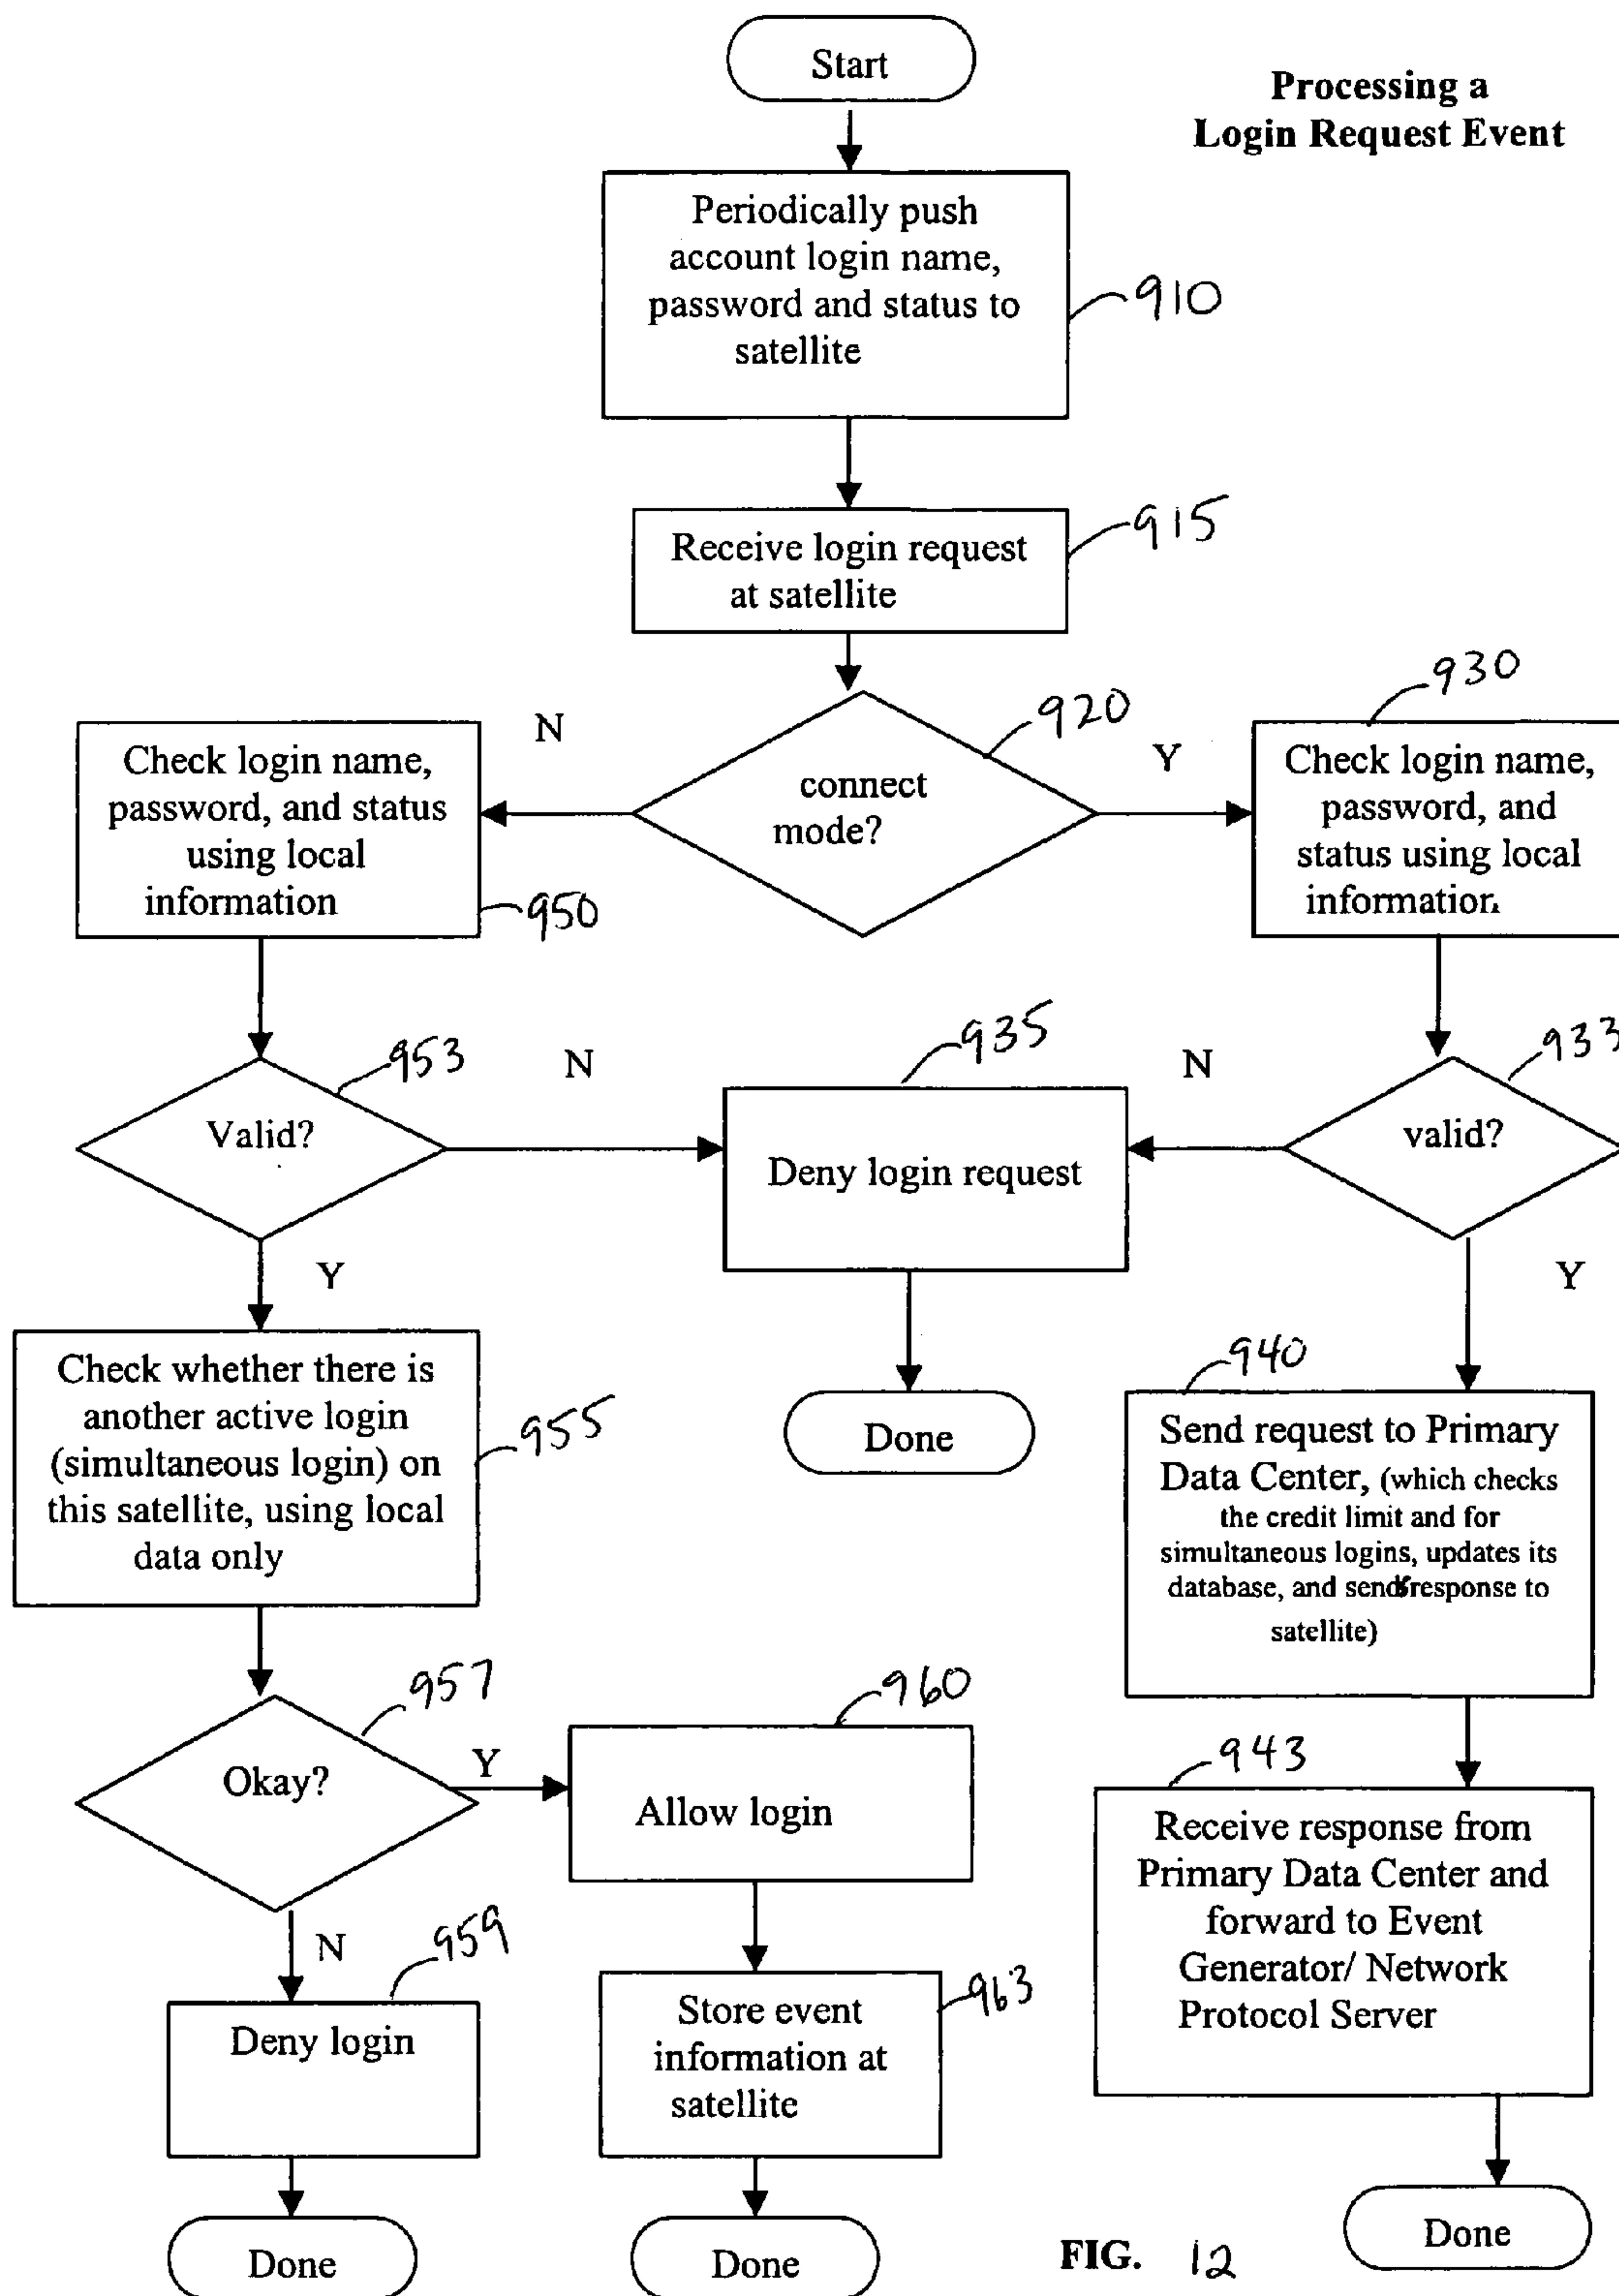 Start
Processing a
Login Request Event
Periodically push
account login name,
password and status to
satellite
910
Receive login request
at satellite
915
930
N
920
Y
Check login name,
password, and status
using local
information
950
connect
mode?
Check login name,
password, and
status using local
information.
953
N
935
N
933
Valid?
Deny login request
valid?
Y
Y
Check whether there is
another active login
(simultaneous login) on
this satellite, using local
data only
955
Done
940
Send request to Primary
Data Center, (which checks
the credit limit and for
simultaneous logins, updates its
database, and sends response to
satellite)
957
Okay?
Y
960
Allow login
943
Receive response from
Primary Data Center and
forward to Event
Generator/ Network
Protocol Server
N
959
Deny login
Store event
information at
satellite
963
Done
Done
FIG. 12
Done